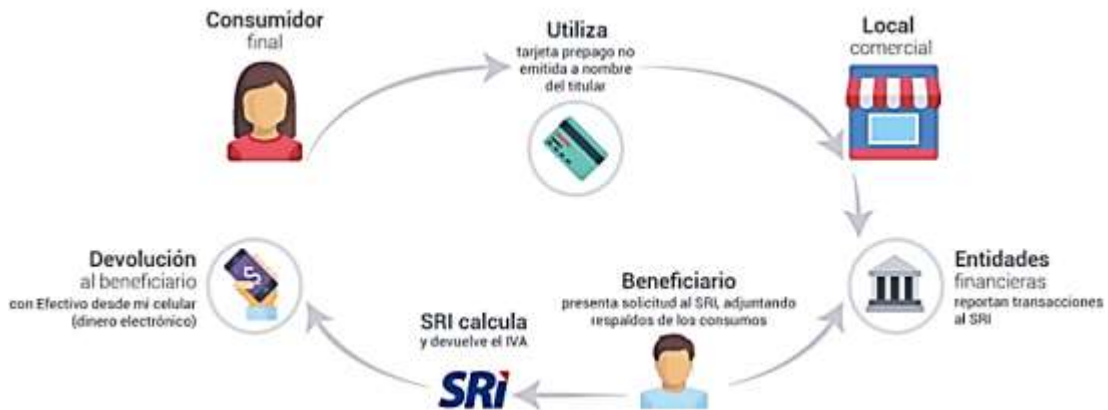 Consumidor
final
Utiliza
tarjeta prepago no
emitida a nombre
del titular
Local
comercial
Entidades
financieras
reportan transacciones
al SRI
Beneficiario
presenta solicitud al SRI, adjuntando
respaldos de los consumos
SRI calcula
y devuelve el IVA
SRi
Devolución
al beneficiario
con Efectivo desde mi celular
(dinero electrónico)